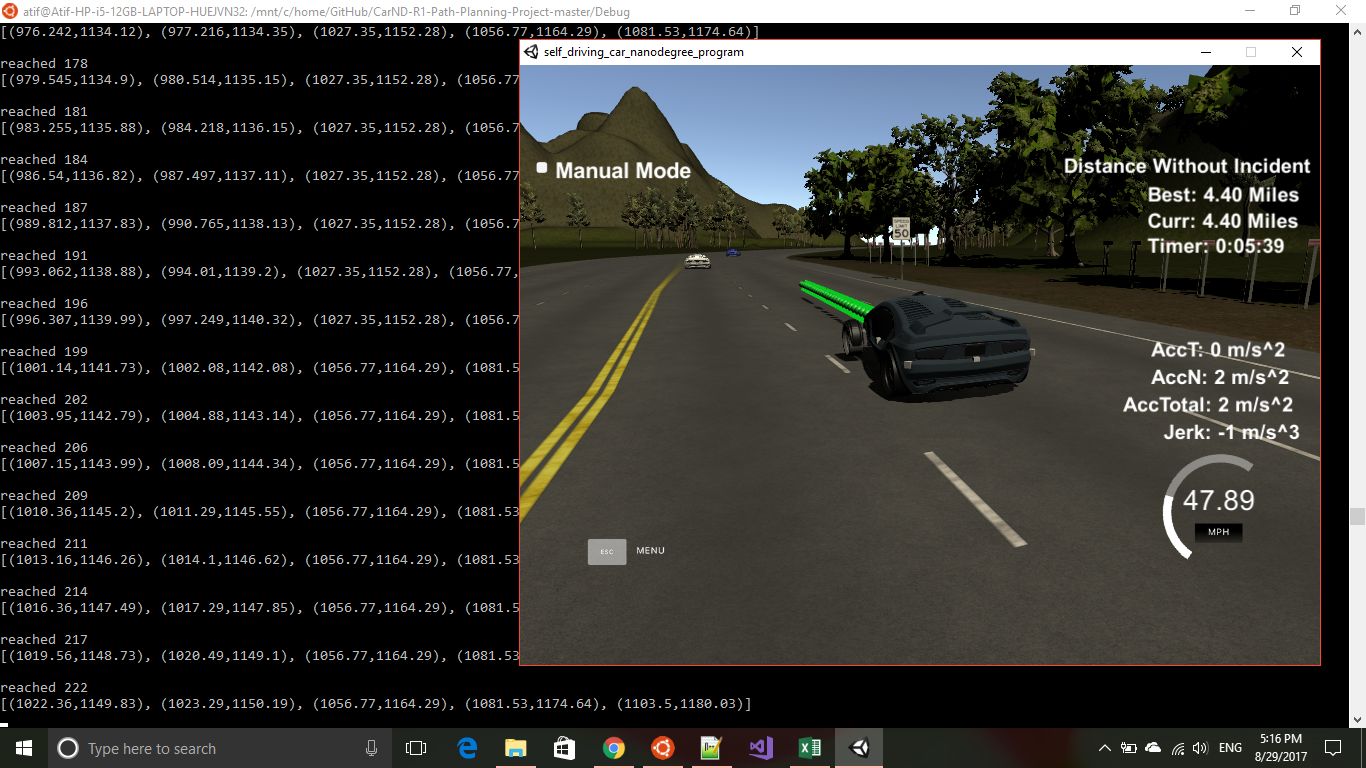 atif@Atif-HP-i5-12GB-LAPTOP-HUEJVN32: /mnt/c/home/GitHub/CarND-R1-Path-Planning-Project-master/Debug
[(976.242,1134.12), (977.216,1134.35), (1027.35,1152.28), (1056.77,1164.29), (1081.53,1174.64)]
reached 178
[(979.545,1134.9), (980.514,1135.15), (1027.35,1152.28), (1056.77
reached 181
[(983.255,1135.88), (984.218,1136.15), (1027.35,1152.28), (1056.7
reached 184
[(986.54,1136.82), (987.497,1137.11), (1027.35,1152.28), (1056.77
reached 187
[(989.812,1137.83), (990.765,1138.13), (1027.35,1152.28), (1056.7
reached 191
[(993.062,1138.88), (994.01,1139.2), (1027.35,1152.28), (1056.77,
reached 196
[(996.307,1139.99), (997.249,1140.32), (1027.35,1152.28), (1056.7
reached 199
[(1001.14,1141.73), (1002.08,1142.08), (1056.77,1164.29), (1081.5
reached 202
[(1003.95,1142.79), (1004.88,1143.14), (1056.77,1164.29), (1081.5
reached 206
[(1007.15,1143.99), (1008.09,1144.34), (1056.77,1164.29), (1081.5
reached 209
[(1010.36,1145.2), (1011.29,1145.55), (1056.77,1164.29), (1081.53
reached 211
[(1013.16,1146.26), (1014.1,1146.62), (1056.77,1164.29), (1081.53
reached 214
[(1016.36,1147.49), (1017.29,1147.85), (1056.77,1164.29), (1081.5
reached 217
[(1019.56,1148.73), (1020.49,1149.1), (1056.77,1164.29), (1081.53
reached 222
[(1022.36,1149.83), (1023.29,1150.19), (1056.77,1164.29), (1081.53,1174.64), (1103.5,1180.03)]
self_driving_car_nanodegree_program
Manual Mode
Distance Without Incident
Best: 4.40 Miles
Curr: 4.40 Miles
Timer: 0:05:39
SPEED
LIMIT
50
AccT: 0 m/s^2
AccN: 2 m/s^2
AccTotal: 2 m/s^2
Jerk: -1 m/s^3
47.89
MPH
ESC MENU
Type here to search
ENG
5:16 PM
8/29/2017